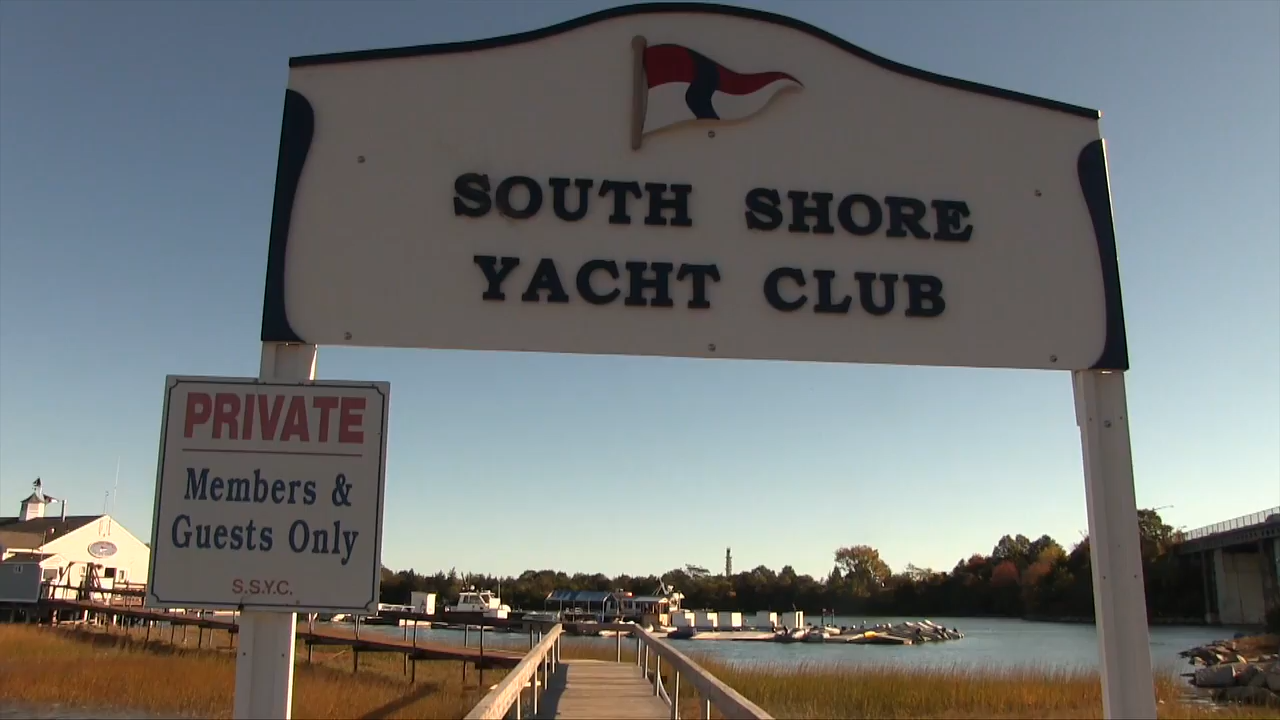 SOUTH SHORE
YACHT CLUB
PRIVATE
Members &
Guests Only
S.S.Y.C.